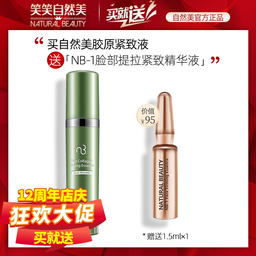 笑笑自然美
NATURAL BEAUTY
买就送
自然美官方正品
买自然美胶原紧致液
送「NB-1脸部提拉紧致精华液」
价值
¥95
NATURAL BEAUTY
12周年店庆
狂欢大促
买就送
*赠送1.5ml×1